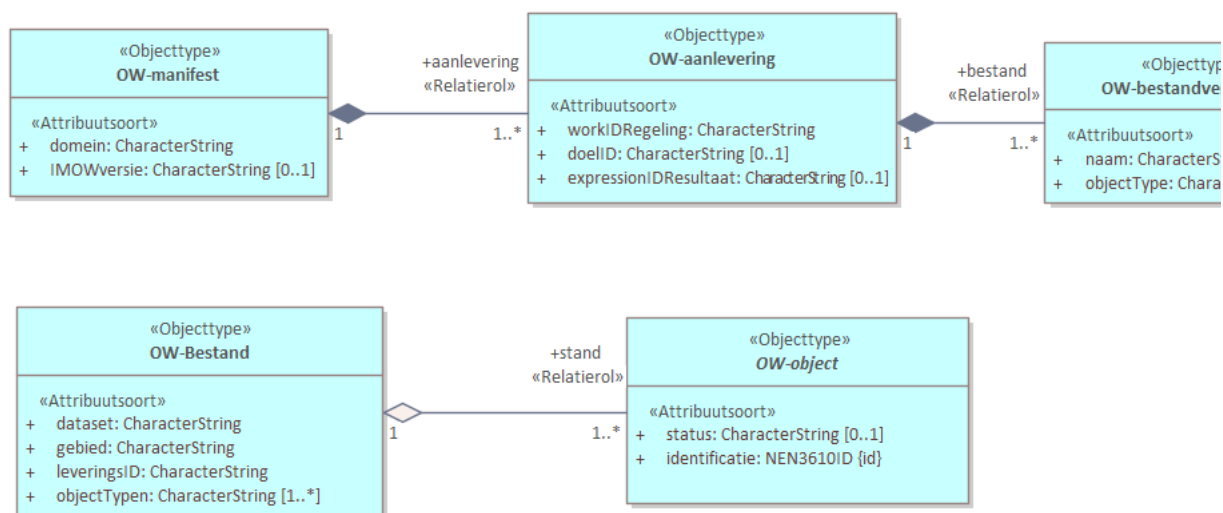 «Objecttype»
OW-manifest
«Attribuutsoort»
+ domein: CharacterString
+ IMOWversie: CharacterString [0..1]
+aanlevering
«Relatierol»
1
1..*
«Objecttype»
OW-aanlevering
«Attribuutsoort»
+ workIDRegeling: CharacterString
+ doelID: CharacterString [0..1]
+ expressionIDResultaat: CharacterString [0..1]
+bestand
«Relatierol»
1
1..*
«Objecttyp
OW-bestandve
«Attribuutsoort»
+ naam: CharacterS
+ objectType: Chara
«Objecttype»
OW-Bestand
«Attribuutsoort»
+ dataset: CharacterString
+ gebied: CharacterString
+ leveringsID: CharacterString
+ objectTypen: CharacterString [1..*]
+stand
«Relatierol»
1
1..*
«Objecttype»
OW-object
«Attribuutsoort»
+ status: CharacterString [0..1]
+ identificatie: NEN3610ID {id}